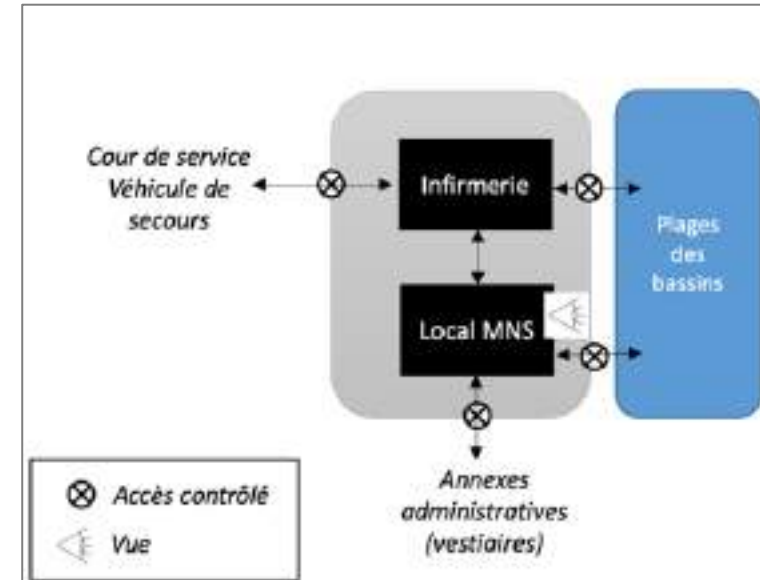 Cour de service
Véhicule de
secours
Infirmerie
Plages
des
bassins
Local MNS
Annexes
administratives
(vestiaires)
Accès contrôlé
Vue